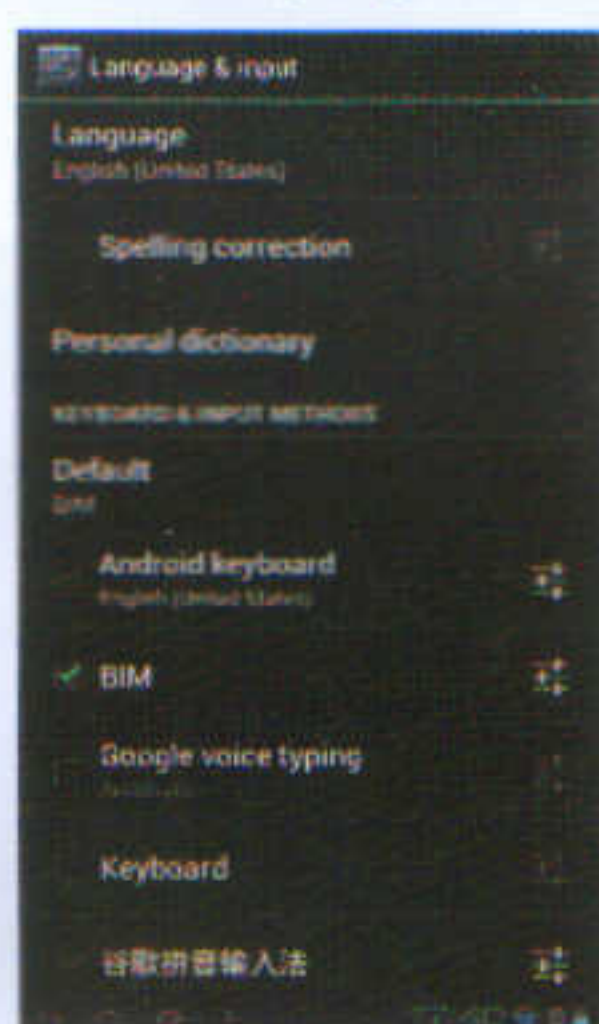 Language & input
Language
English (United States)
Spelling correction
Personal dictionary
KEYBOARD & INPUT METHODS
Default
BIM
Android keyboard
English (United States)
BIM
Google voice typing
Keyboard
谷歌拼音输入法